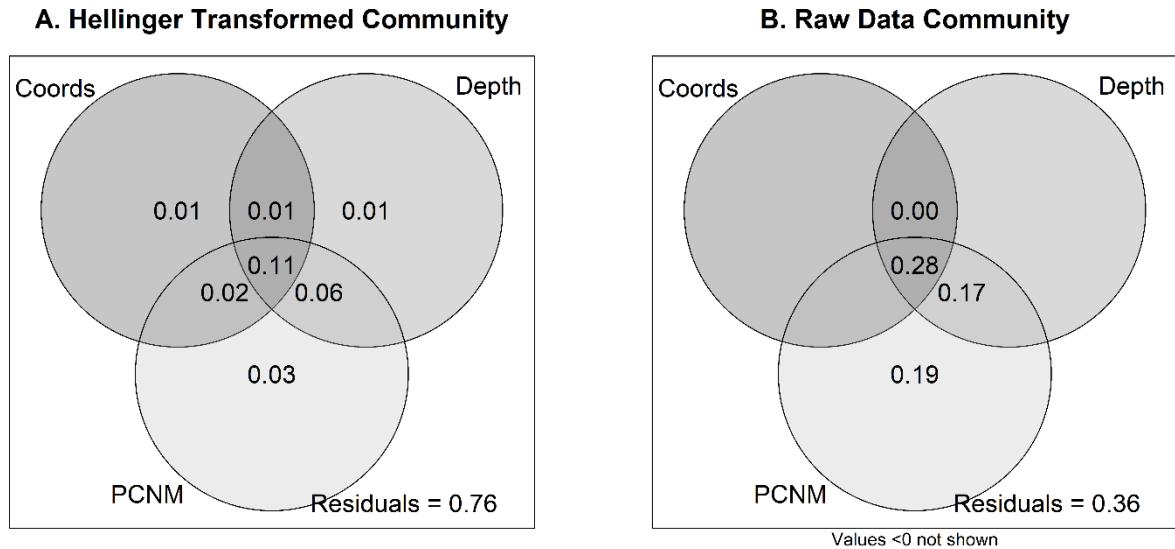 A. Hellinger Transformed Community
Coords
Depth
0.01
0.01
0.01
0.11
0.02
0.06
0.03
PCNM
Residuals = 0.76
B. Raw Data Community
Coords
Depth
0.00
0.28
0.17
0.19
PCNM
Residuals = 0.36
Values <0 not shown